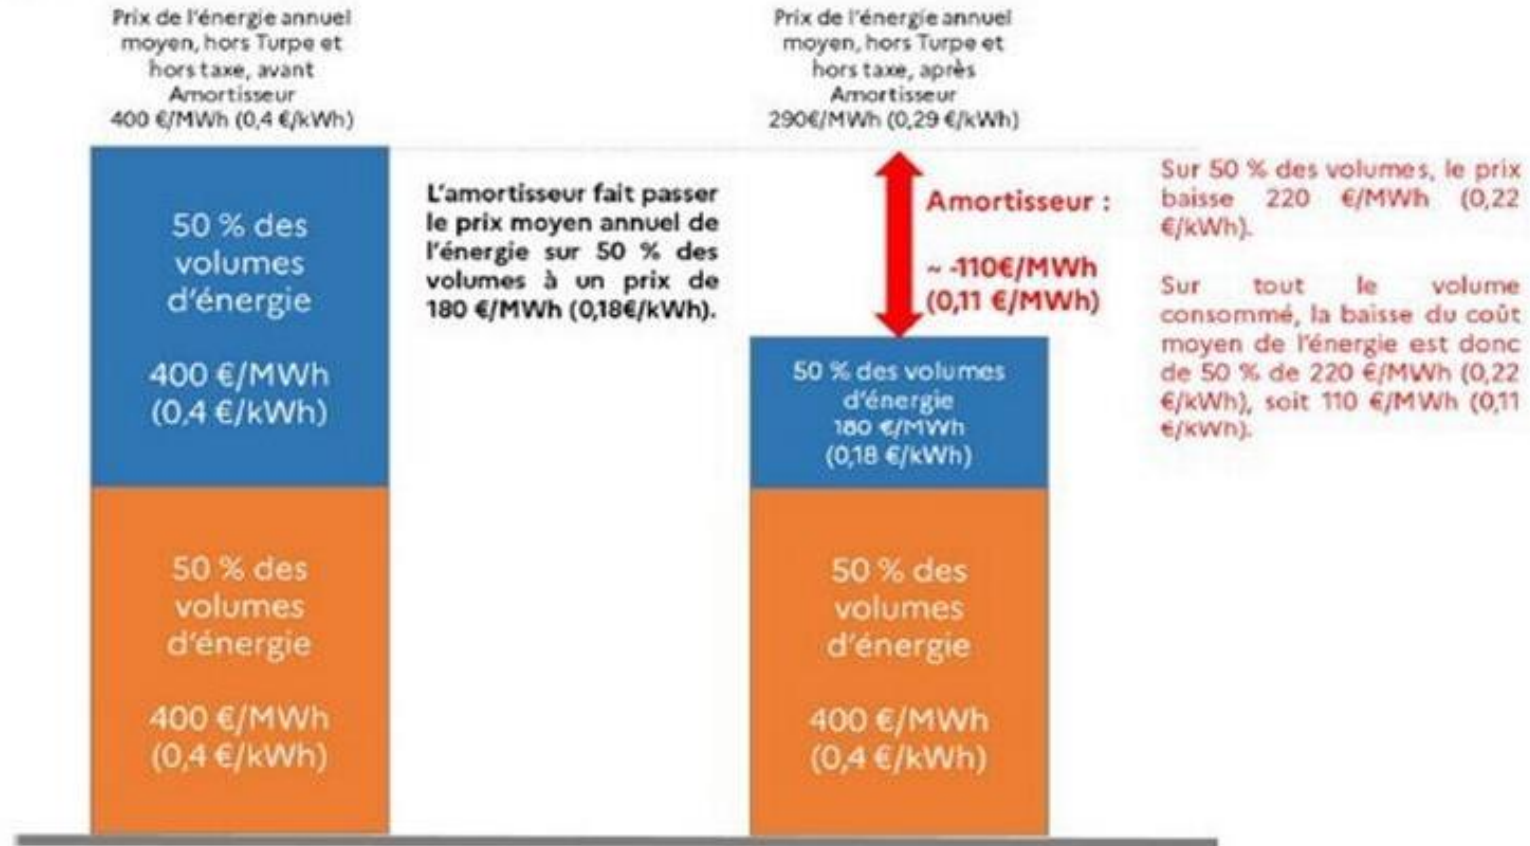 Prix de l'énergie annuel
moyen, hors Turpe et
hors taxe, avant
Amortisseur
400 €/MWh (0,4 €/kWh)
50 % des
volumes
d'énergie
400 €/MWh
(0,4 €/kWh)
50 % des
volumes
d'énergie
400 €/MWh
(0,4 €/kWh)
L'amortisseur fait passer
le prix moyen annuel de
l'énergie sur 50 % des
volumes à un prix de
180 €/MWh (0,18€/kWh).
Prix de l'énergie annuel
moyen, hors Turpe et
hors taxe, après
Amortisseur
290€/MWh (0,29 €/kWh)
Amortisseur :
~ -110€/MWh
(0,11 €/MWh)
50 % des volumes
d'énergie
180 €/MWh
(0,18 €/kWh)
50 % des
volumes
d'énergie
400 €/MWh
(0,4 €/kWh)
Sur 50 % des volumes, le prix
baisse 220 €/MWh (0,22
€/kWh).
Sur tout le volume
consommé, la baisse du coût
moyen de l'énergie est donc
de 50 % de 220 €/MWh (0,22
€/kWh), soit 110 €/MWh (0,11
€/kWh).